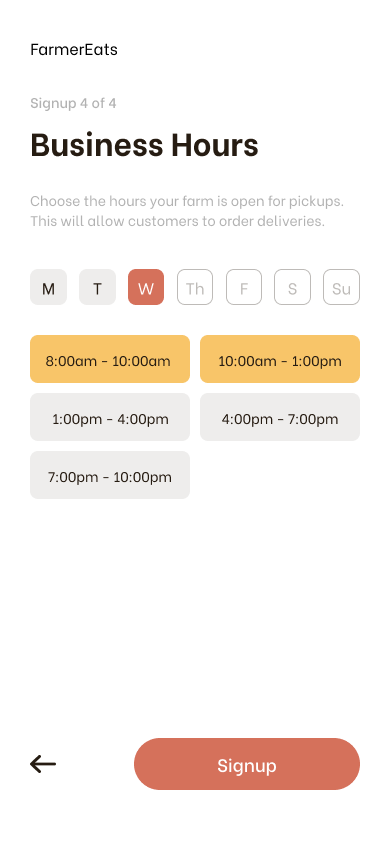 FarmerEats
Signup 4 of 4
Business Hours
Choose the hours your farm is open for pickups.
This will allow customers to order deliveries.
M T W Th F S Su
8:00am - 10:00am 10:00am - 1:00pm
1:00pm - 4:00pm 4:00pm - 7:00pm
7:00pm - 10:00pm
Signup